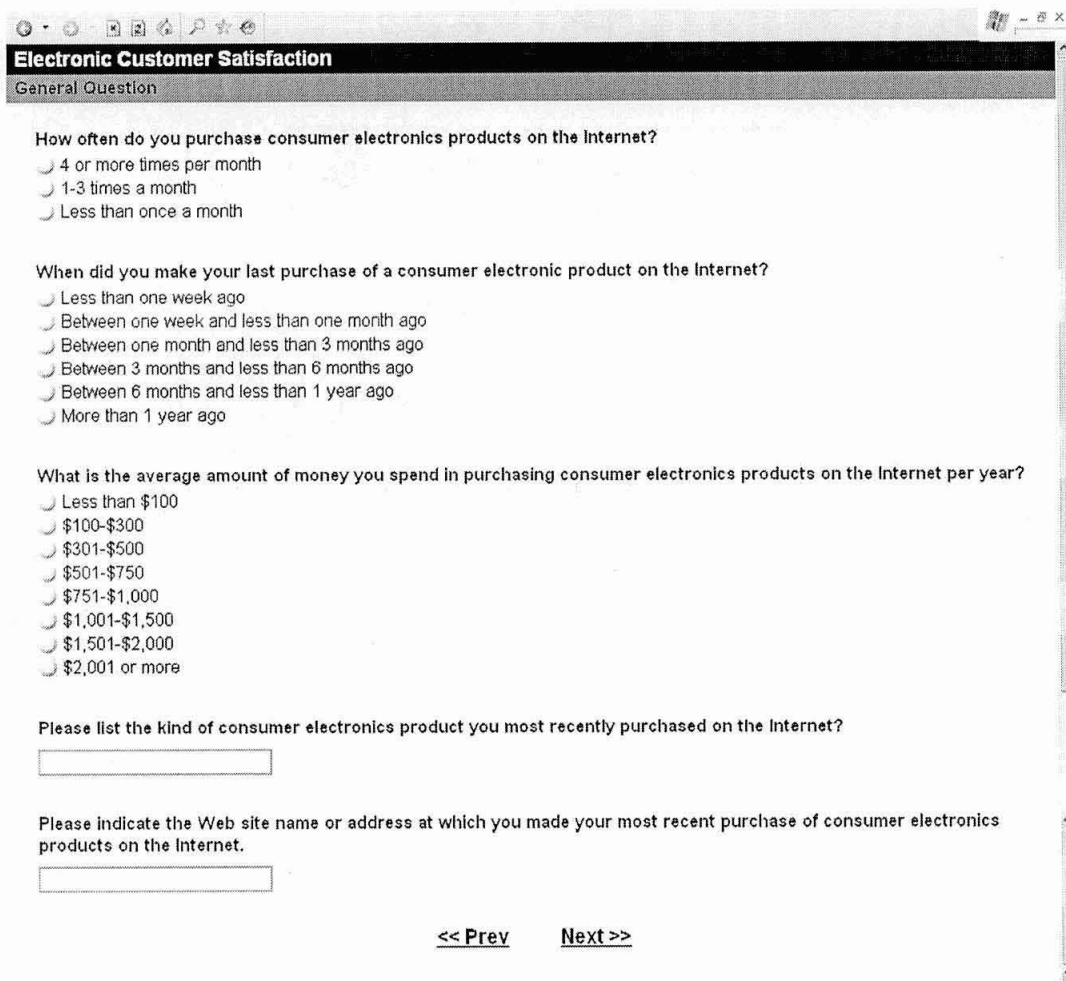 Electronic Customer Satisfaction
General Question
How often do you purchase consumer electronics products on the Internet?
4 or more times per month
1-3 times a month
Less than once a month
When did you make your last purchase of a consumer electronic product on the Internet?
Less than one week ago
Between one week and less than one month ago
Between one month and less than 3 months ago
Between 3 months and less than 6 months ago
Between 6 months and less than 1 year ago
More than 1 year ago
What is the average amount of money you spend in purchasing consumer electronics products on the Internet per year?
Less than $100
$100-$300
$301-$500
$501-$750
$751-$1,000
$1,001-$1,500
$1,501-$2,000
$2,001 or more
Please list the kind of consumer electronics product you most recently purchased on the Internet?
Please indicate the Web site name or address at which you made your most recent purchase of consumer electronics
products on the Internet.
<< Prev Next >>